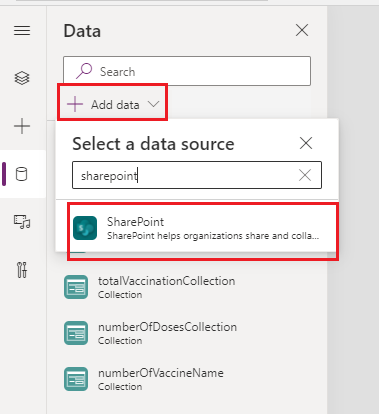 Data
Search
Add data
Select a data source
sharepoint
SharePoint
SharePoint helps organizations share and colla...
totalVaccinationCollection
Collection
numberOfDosesCollection
Collection
numberOfVaccineName
Collection